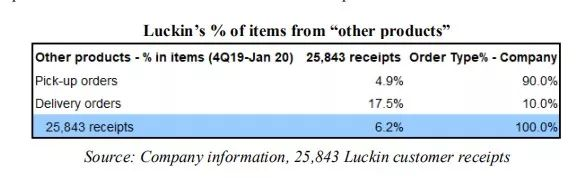 Luckin's % of items from "other products"
Other products - % in items (4Q19-Jan 20) 25,843 receipts Order Type% - Company
Pick-up orders 4.9% 90.0%
Delivery orders 17.5% 10.0%
25,843 receipts 6.2% 100.0%
Source: Company information, 25,843 Luckin customer receipts